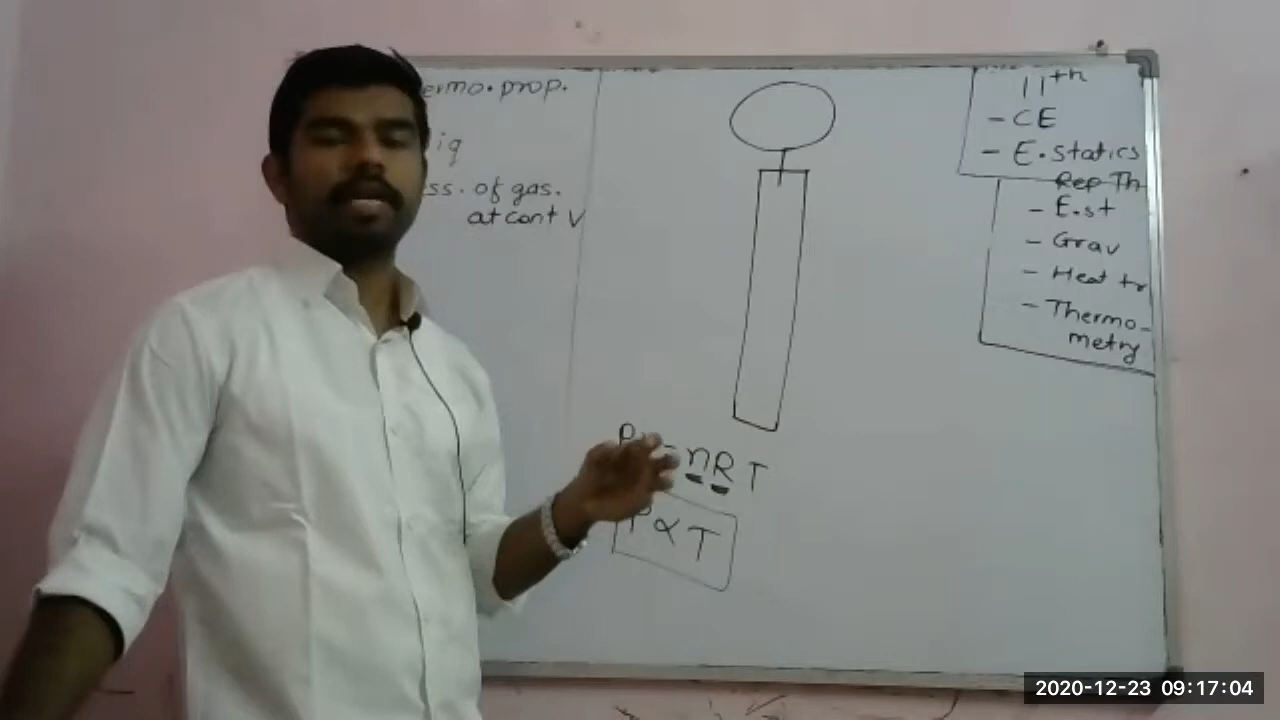 ermo. prop.
iq
ss. of gas.
at cont V
P
nRT
P ∝ T
11th
- CE
- E.statics
Rep Th
- E.st
- Grav
- Heat tr
- Thermo-
metry
2020-12-23 09:17:04